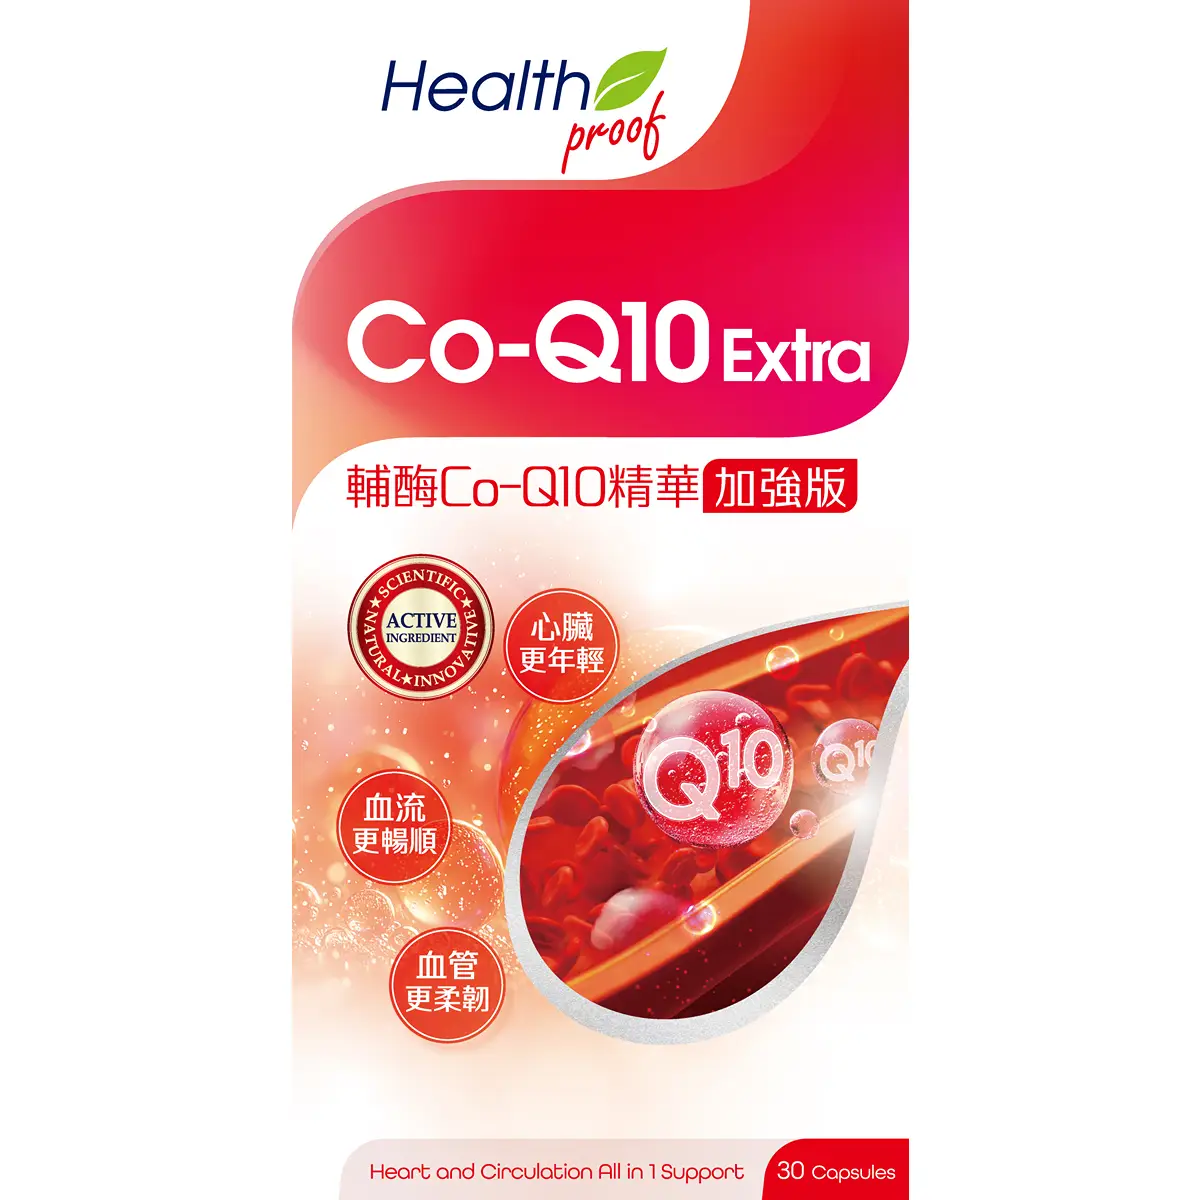 Health
proof
Co-Q10 Extra
輔酶Co-Q10精華 加強版
SCIENTIFIC
NATURAL★INNOVATIVE
ACTIVE
INGREDIENT
心臟
更年輕
Q10
Q10
血流
更暢順
血管
更柔韌
Heart and Circulation All in 1 Support
30 Capsules